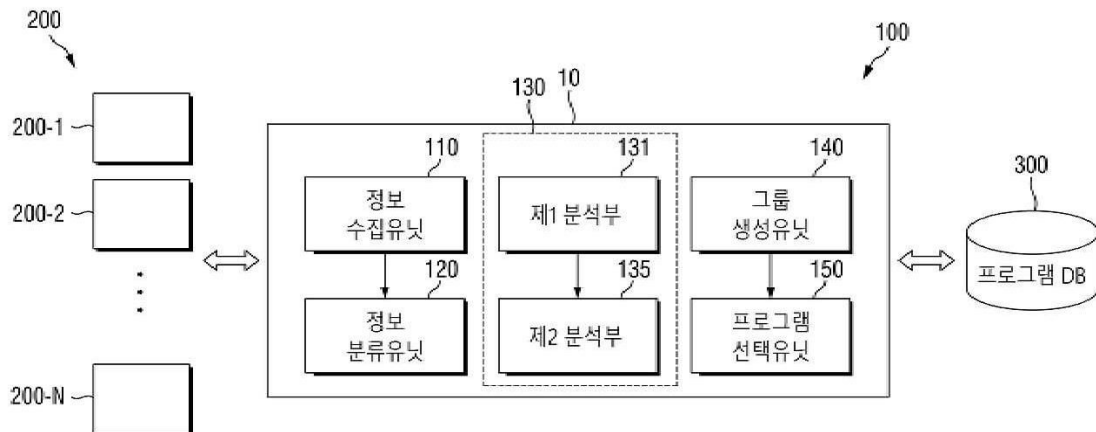 200
100
10
130
200-1
110
131
140
300
정보
수집유닛
제1 분석부
그룹
생성유닛
200-2
프로그램 DB
120
135
150
정보
분류유닛
제2 분석부
프로그램
선택유닛
200-N